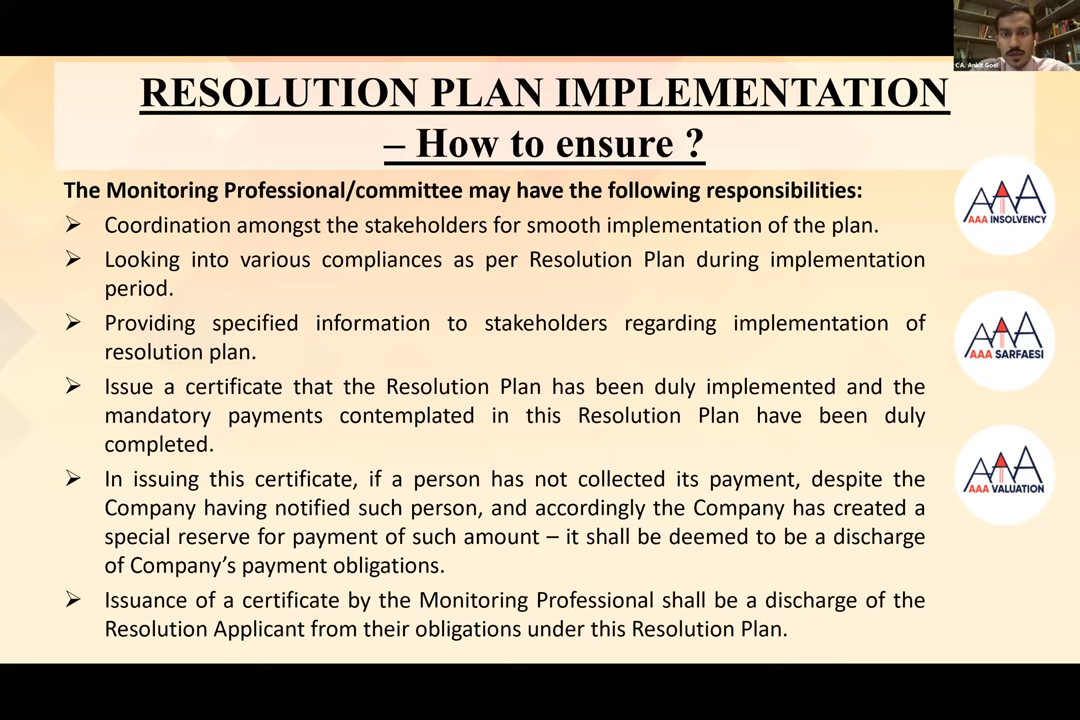 CA. Ankit Goel
RESOLUTION PLAN IMPLEMENTATION
– How to ensure ?
The Monitoring Professional/committee may have the following responsibilities:
Coordination amongst the stakeholders for smooth implementation of the plan.
Looking into various compliances as per Resolution Plan during implementation
period.
Providing specified information to stakeholders regarding implementation of
resolution plan.
Issue a certificate that the Resolution Plan has been duly implemented and the
mandatory payments contemplated in this Resolution Plan have been duly
completed.
In issuing this certificate, if a person has not collected its payment, despite the
Company having notified such person, and accordingly the Company has created a
special reserve for payment of such amount – it shall be deemed to be a discharge
of Company’s payment obligations.
Issuance of a certificate by the Monitoring Professional shall be a discharge of the
Resolution Applicant from their obligations under this Resolution Plan.
AAA
AAA INSOLVENCY
AAA
AAA SARFAESI
AAA
AAA VALUATION